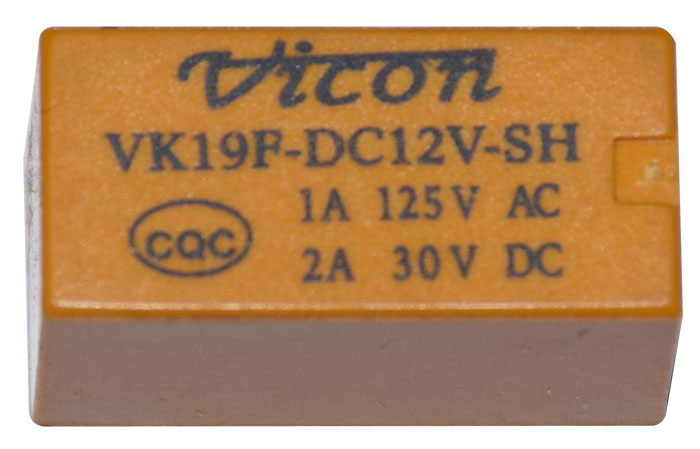 Vicon
VK19F-DC12V-SH
CQC
1A 125V AC
2A 30V DC